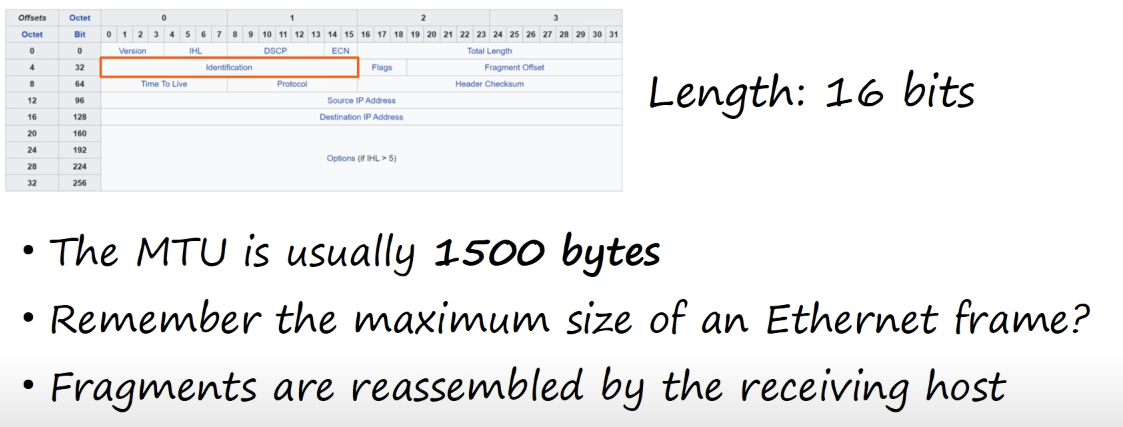 Offsets Octet 0 1 2 3
Octet Bit 0 1 2 3 4 5 6 7 8 9 10 11 12 13 14 15 16 17 18 19 20 21 22 23 24 25 26 27 28 29 30 31
0 0 Version IHL DSCP ECN Total Length
4 32 Identification Flags Fragment Offset
8 64 Time To Live Protocol Header Checksum
12 96 Source IP Address
16 128 Destination IP Address
20 160
24 192
Options (if IHL > 5)
28 224
32 256
Length: 16 bits
• The MTU is usually 1500 bytes
• Remember the maximum size of an Ethernet frame?
• Fragments are reassembled by the receiving host